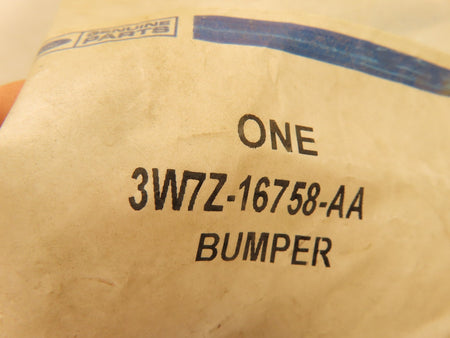 GENUINE
PARTS
ONE
3W7Z-16758-AA
BUMPER